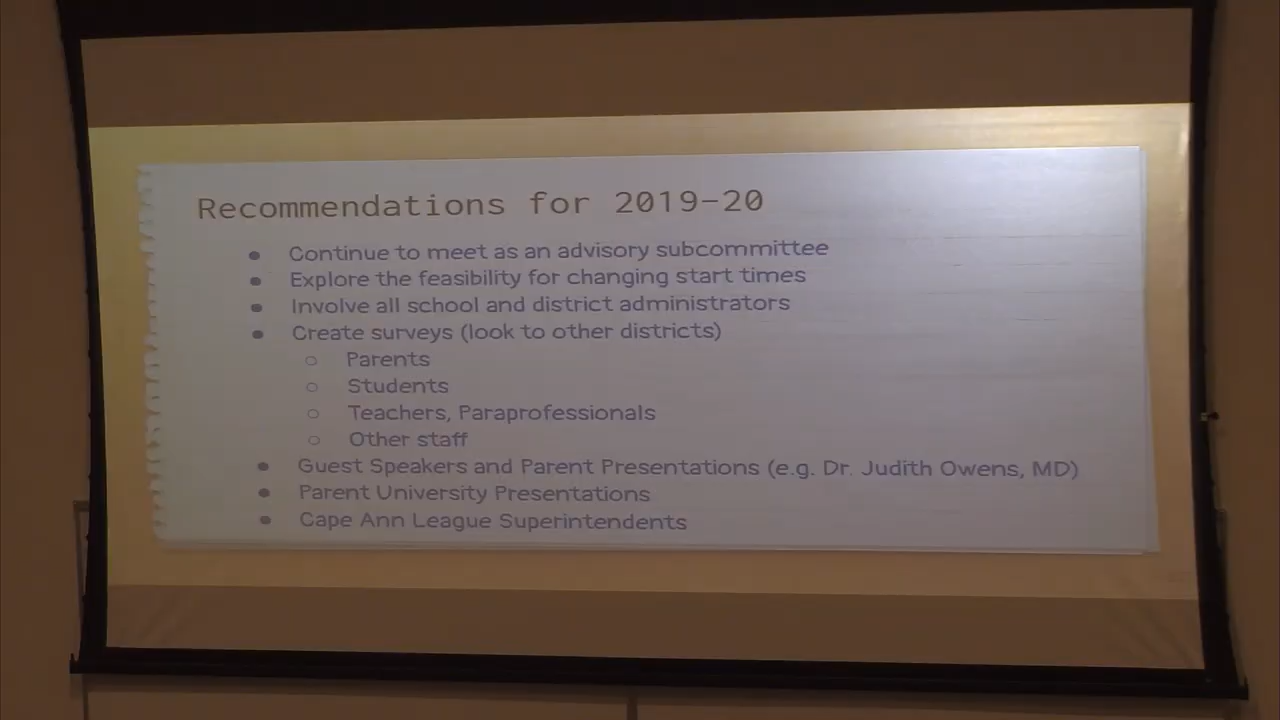 Recommendations for 2019-20
● Continue to meet as an advisory subcommittee
● Explore the feasibility for changing start times
● Involve all school and district administrators
● Create surveys (look to other districts)
○ Parents
○ Students
○ Teachers, Paraprofessionals
○ Other staff
● Guest Speakers and Parent Presentations (e.g. Dr. Judith Owens, MD)
● Parent University Presentations
● Cape Ann League Superintendents